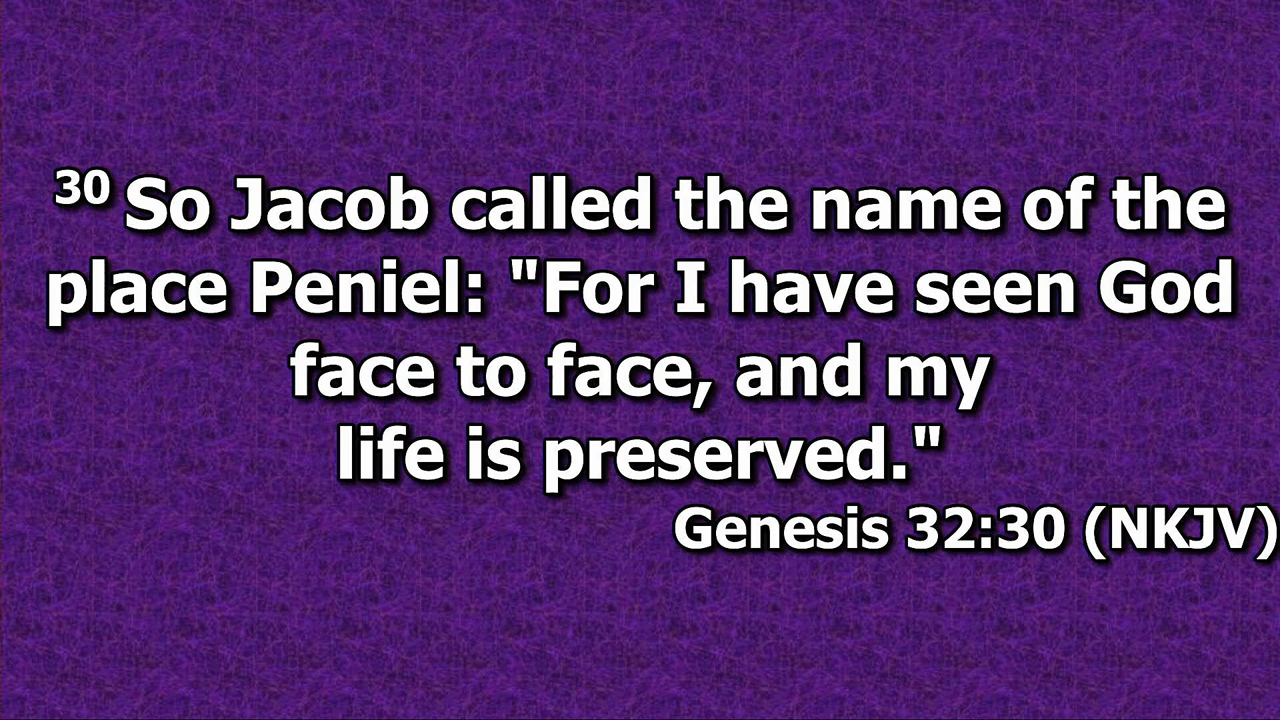 30 So Jacob called the name of the
place Peniel: "For I have seen God
face to face, and my
life is preserved."
Genesis 32:30 (NKJV)